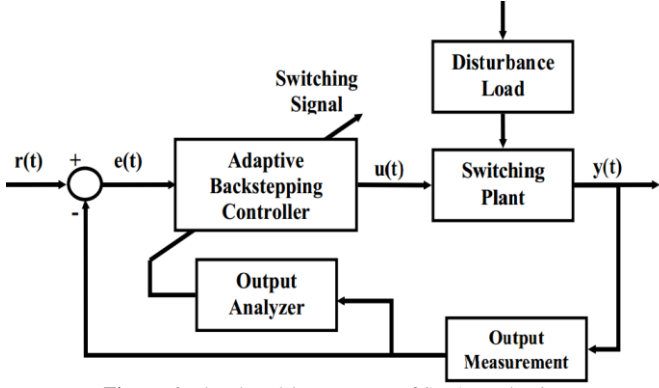 Disturbance
Load
Switching
Signal
r(t)
+
e(t)
Adaptive
Backstepping
Controller
u(t)
Switching
Plant
y(t)
-
Output
Analyzer
Output
Measurement